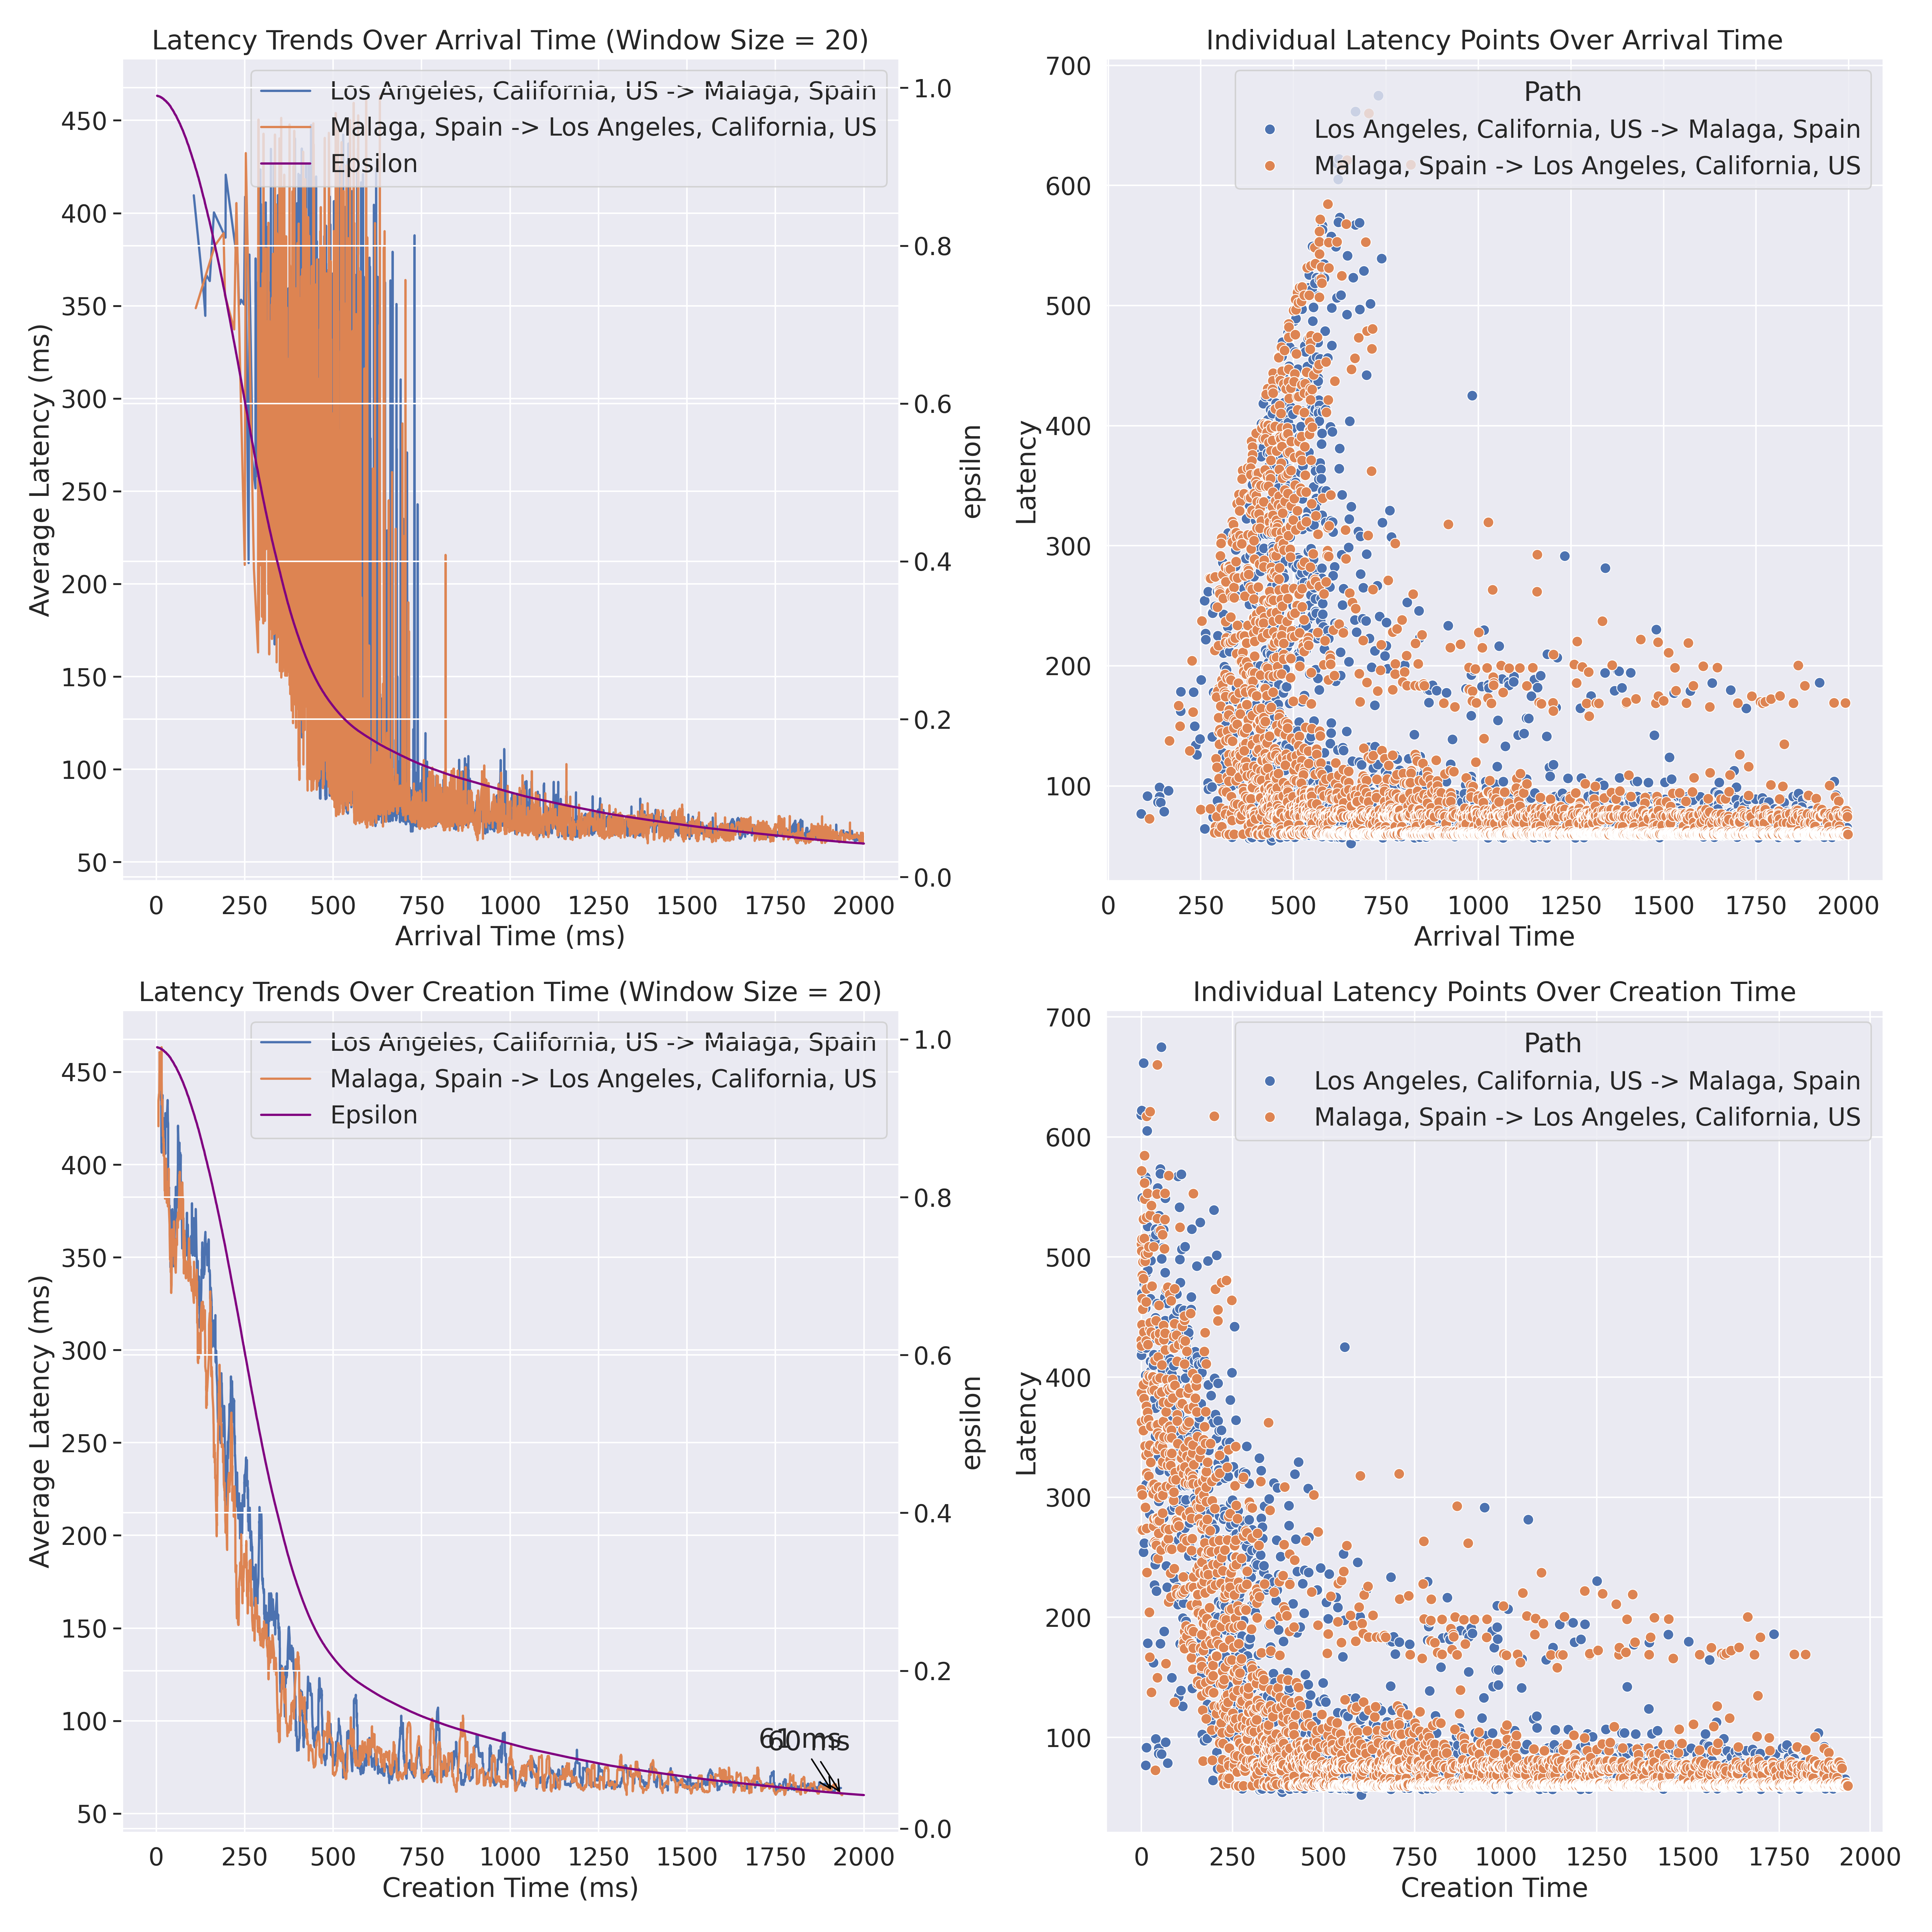 Latency Trends Over Arrival Time (Window Size = 20)
Los Angeles, California, US -> Malaga, Spain
Malaga, Spain -> Los Angeles, California, US
Epsilon
Average Latency (ms)
450
400
350
300
250
200
150
100
50
1.0
0.8
0.6
0.4
0.2
0.0
epsilon
0 250 500 750 1000 1250 1500 1750 2000
Arrival Time (ms)
Individual Latency Points Over Arrival Time
Path
Los Angeles, California, US -> Malaga, Spain
Malaga, Spain -> Los Angeles, California, US
Latency
700
600
500
400
300
200
100
0 250 500 750 1000 1250 1500 1750 2000
Arrival Time
Latency Trends Over Creation Time (Window Size = 20)
Los Angeles, California, US -> Malaga, Spain
Malaga, Spain -> Los Angeles, California, US
Epsilon
Average Latency (ms)
450
400
350
300
250
200
150
100
50
1.0
0.8
0.6
0.4
0.2
0.0
epsilon
61 ms
60 ms
0 250 500 750 1000 1250 1500 1750 2000
Creation Time (ms)
Individual Latency Points Over Creation Time
Path
Los Angeles, California, US -> Malaga, Spain
Malaga, Spain -> Los Angeles, California, US
Latency
700
600
500
400
300
200
100
0 250 500 750 1000 1250 1500 1750 2000
Creation Time